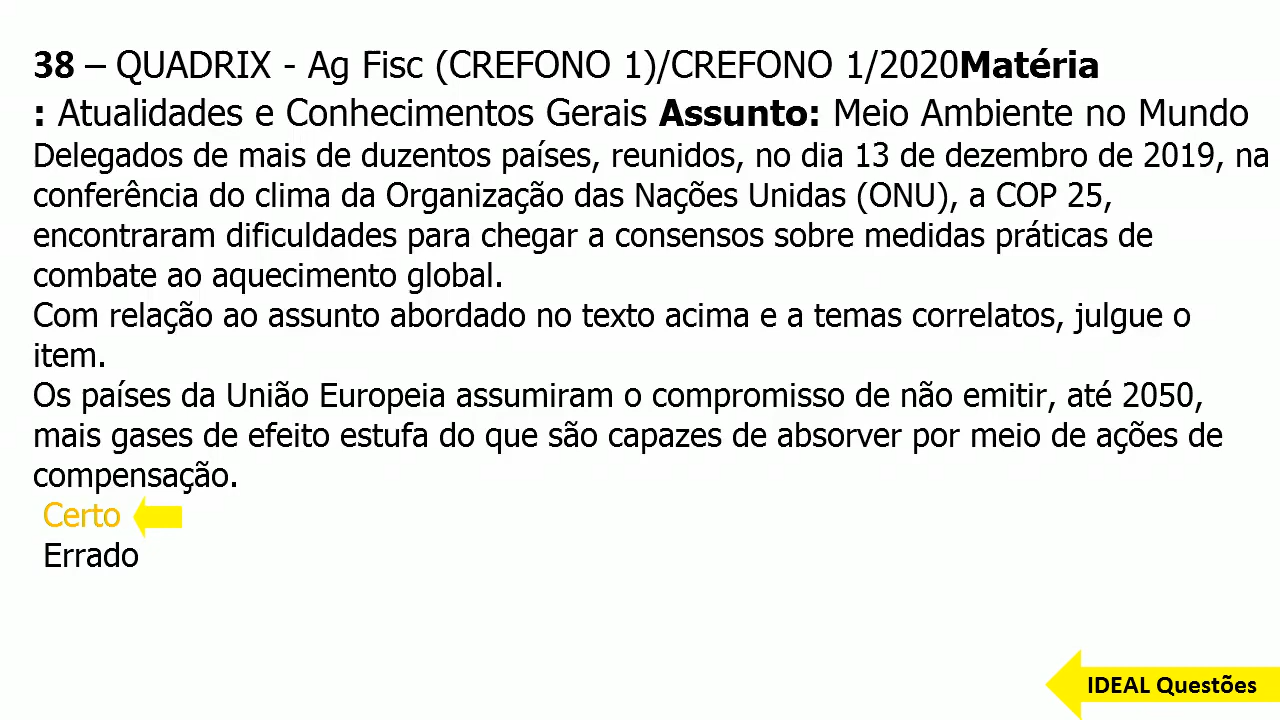 38 – QUADRIX - Ag Fisc (CREFONO 1)/CREFONO 1/2020Matéria
: Atualidades e Conhecimentos Gerais Assunto: Meio Ambiente no Mundo
Delegados de mais de duzentos países, reunidos, no dia 13 de dezembro de 2019, na
conferência do clima da Organização das Nações Unidas (ONU), a COP 25,
encontraram dificuldades para chegar a consensos sobre medidas práticas de
combate ao aquecimento global.
Com relação ao assunto abordado no texto acima e a temas correlatos, julgue o
item.
Os países da União Europeia assumiram o compromisso de não emitir, até 2050,
mais gases de efeito estufa do que são capazes de absorver por meio de ações de
compensação.
Certo
Errado
IDEAL Questões